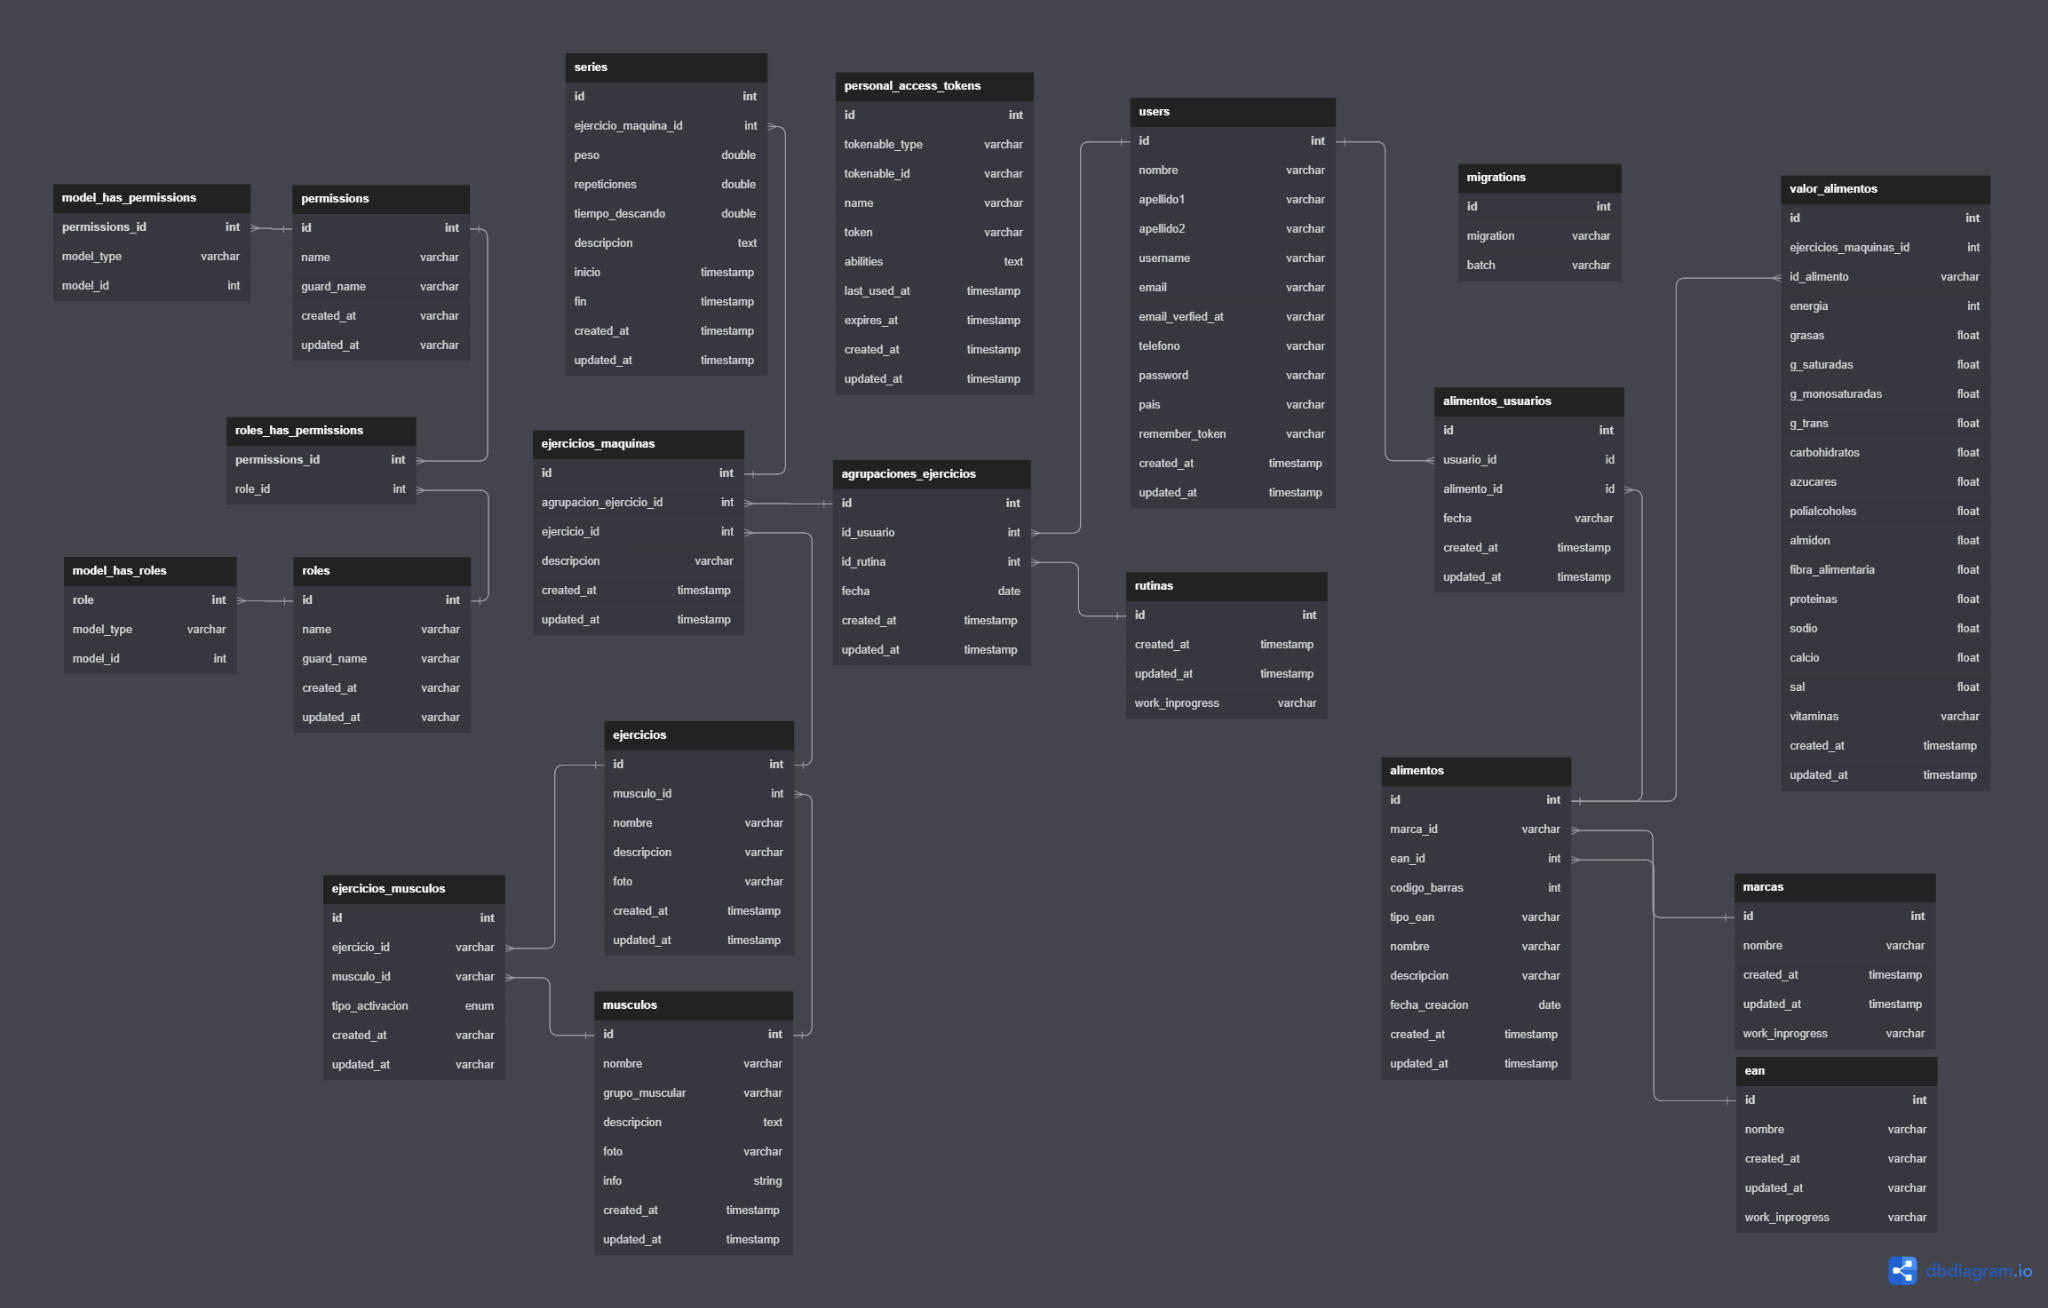 series
id int
ejercicio_maquina_id int
peso double
repeticiones double
tiempo_descando double
descripcion text
inicio timestamp
fin timestamp
created_at timestamp
updated_at timestamp
personal_access_tokens
id int
tokenable_type varchar
tokenable_id varchar
name varchar
token varchar
abilities text
last_used_at timestamp
expires_at timestamp
created_at timestamp
updated_at timestamp
users
id int
nombre varchar
apellido1 varchar
apellido2 varchar
username varchar
email varchar
email_verfied_at varchar
telefono varchar
password varchar
pais varchar
remember_token varchar
created_at timestamp
updated_at timestamp
migrations
id int
migration varchar
batch varchar
valor_alimentos
id int
ejercicios_maquinas_id int
id_alimento varchar
energia int
grasas float
g_saturadas float
g_monosaturadas float
g_trans float
carbohidratos float
azucares float
polialcoholes float
almidon float
fibra_alimentaria float
proteinas float
sodio float
calcio float
sal float
vitaminas varchar
created_at timestamp
updated_at timestamp
model_has_permissions
permissions_id int
model_type varchar
model_id int
permissions
id int
name varchar
guard_name varchar
created_at varchar
updated_at varchar
roles_has_permissions
permissions_id int
role_id int
ejercicios_maquinas
id int
agrupacion_ejercicio_id int
ejercicio_id int
descripcion varchar
created_at timestamp
updated_at timestamp
agrupaciones_ejercicios
id int
id_usuario int
id_rutina int
fecha date
created_at timestamp
updated_at timestamp
alimentos_usuarios
id int
usuario_id id
alimento_id id
fecha varchar
created_at timestamp
updated_at timestamp
model_has_roles
role int
model_type varchar
model_id int
roles
id int
name varchar
guard_name varchar
created_at varchar
updated_at varchar
rutinas
id int
created_at timestamp
updated_at timestamp
work_inprogress varchar
ejercicios
id int
musculo_id int
nombre varchar
descripcion varchar
foto varchar
created_at timestamp
updated_at timestamp
alimentos
id int
marca_id varchar
ean_id int
codigo_barras int
tipo_ean varchar
nombre varchar
descripcion varchar
fecha_creacion date
created_at timestamp
updated_at timestamp
ejercicios_musculos
id int
ejercicio_id varchar
musculo_id varchar
tipo_activacion enum
created_at varchar
updated_at varchar
marcas
id int
nombre varchar
created_at timestamp
updated_at timestamp
work_inprogress varchar
musculos
id int
nombre varchar
grupo_muscular varchar
descripcion text
foto varchar
info string
created_at timestamp
updated_at timestamp
ean
id int
nombre varchar
created_at varchar
updated_at varchar
work_inprogress varchar
dbdiagram.io